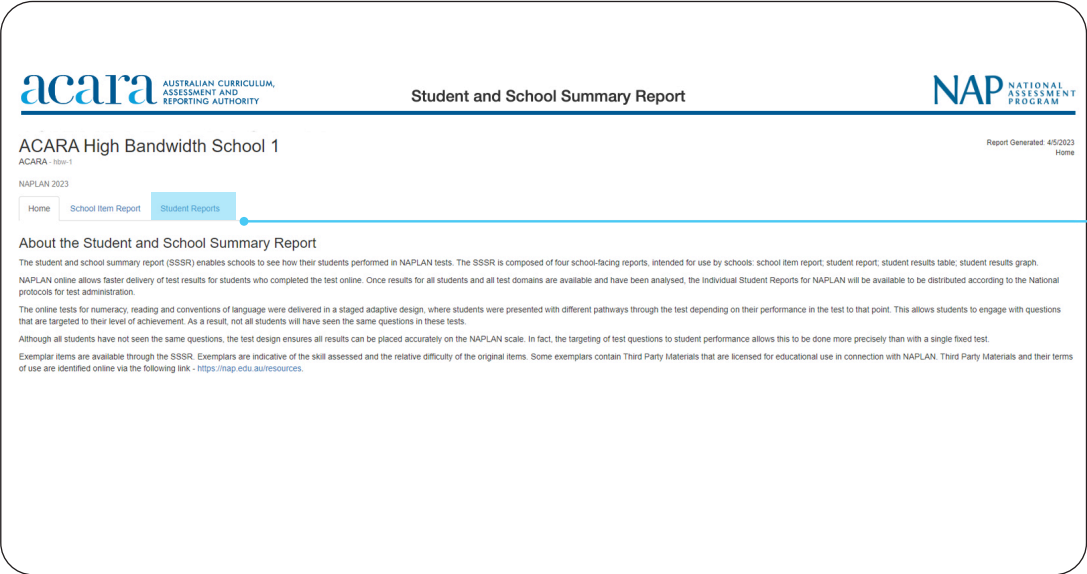 acara AUSTRALIAN CURRICULUM,
ASSESSMENT AND
REPORTING AUTHORITY
Student and School Summary Report
NAP NATIONAL
ASSESSMENT
PROGRAM
ACARA High Bandwidth School 1
ACARA - hbw-1
Report Generated: 4/5/2023
Home
NAPLAN 2023
Home School Item Report Student Reports
About the Student and School Summary Report
The student and school summary report (SSSR) enables schools to see how their students performed in NAPLAN tests. The SSSR is composed of four school-facing reports, intended for use by schools: school item report; student report; student results table; student results graph.
NAPLAN online allows faster delivery of test results for students who completed the test online. Once results for all students and all test domains are available and have been analysed, the Individual Student Reports for NAPLAN will be available to be distributed according to the National
protocols for test administration.
The online tests for numeracy, reading and conventions of language were delivered in a staged adaptive design, where students were presented with different pathways through the test depending on their performance in the test to that point. This allows students to engage with questions
that are targeted to their level of achievement. As a result, not all students will have seen the same questions in these tests.
Although all students have not seen the same questions, the test design ensures all results can be placed accurately on the NAPLAN scale. In fact, the targeting of test questions to student performance allows this to be done more precisely than with a single fixed test.
Exemplar items are available through the SSSR. Exemplars are indicative of the skill assessed and the relative difficulty of the original items. Some exemplars contain Third Party Materials that are licensed for educational use in connection with NAPLAN. Third Party Materials and their terms
of use are identified online via the following link - https://nap.edu.au/resources.